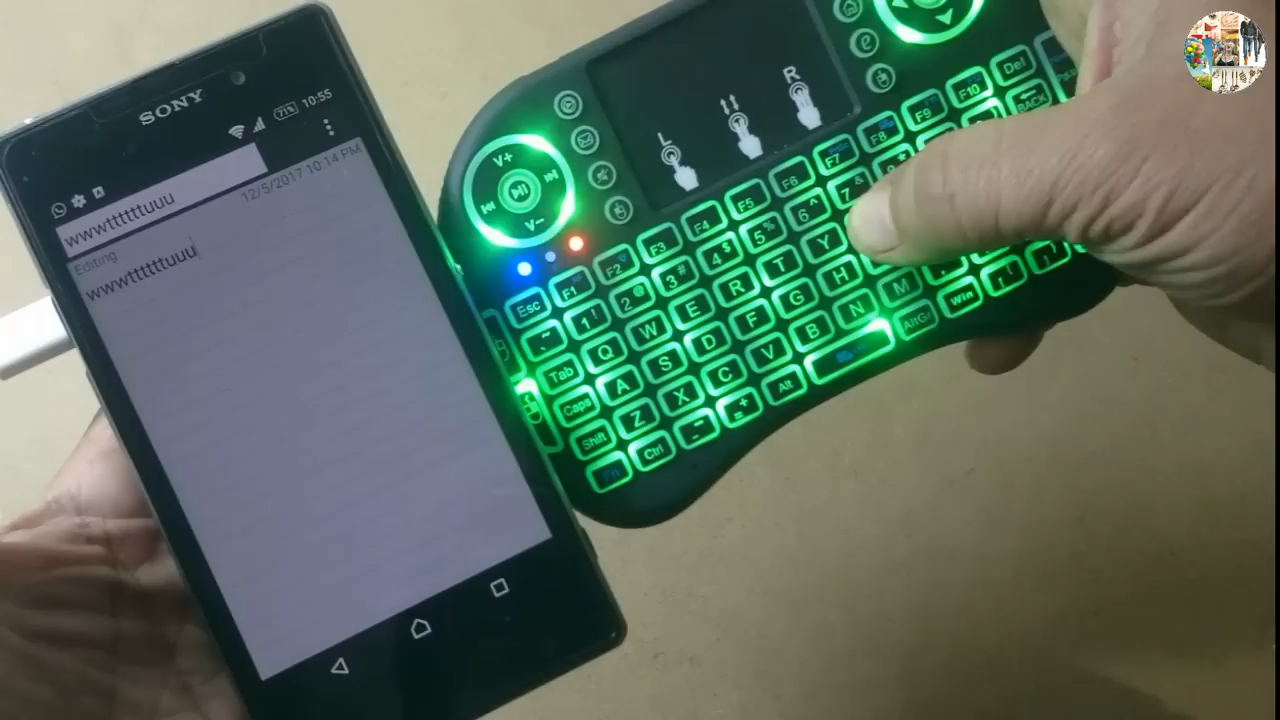 SONY
71% 10:55
wwwttttttuuu
12/5/2017 10:14 PM
Editing
wwwttttttuuu
V+
V-
L
R
Esc F1 F2 F3 F4 F5 F6 F7 F8 F9 F10 Del
1! 2@ 3# 4$ 5% 6^ 7& BACK
Tab Q W E R T Y
Caps A S D F G H
Shift Z X C V B N M
Fn Ctrl Alt AltGr Win